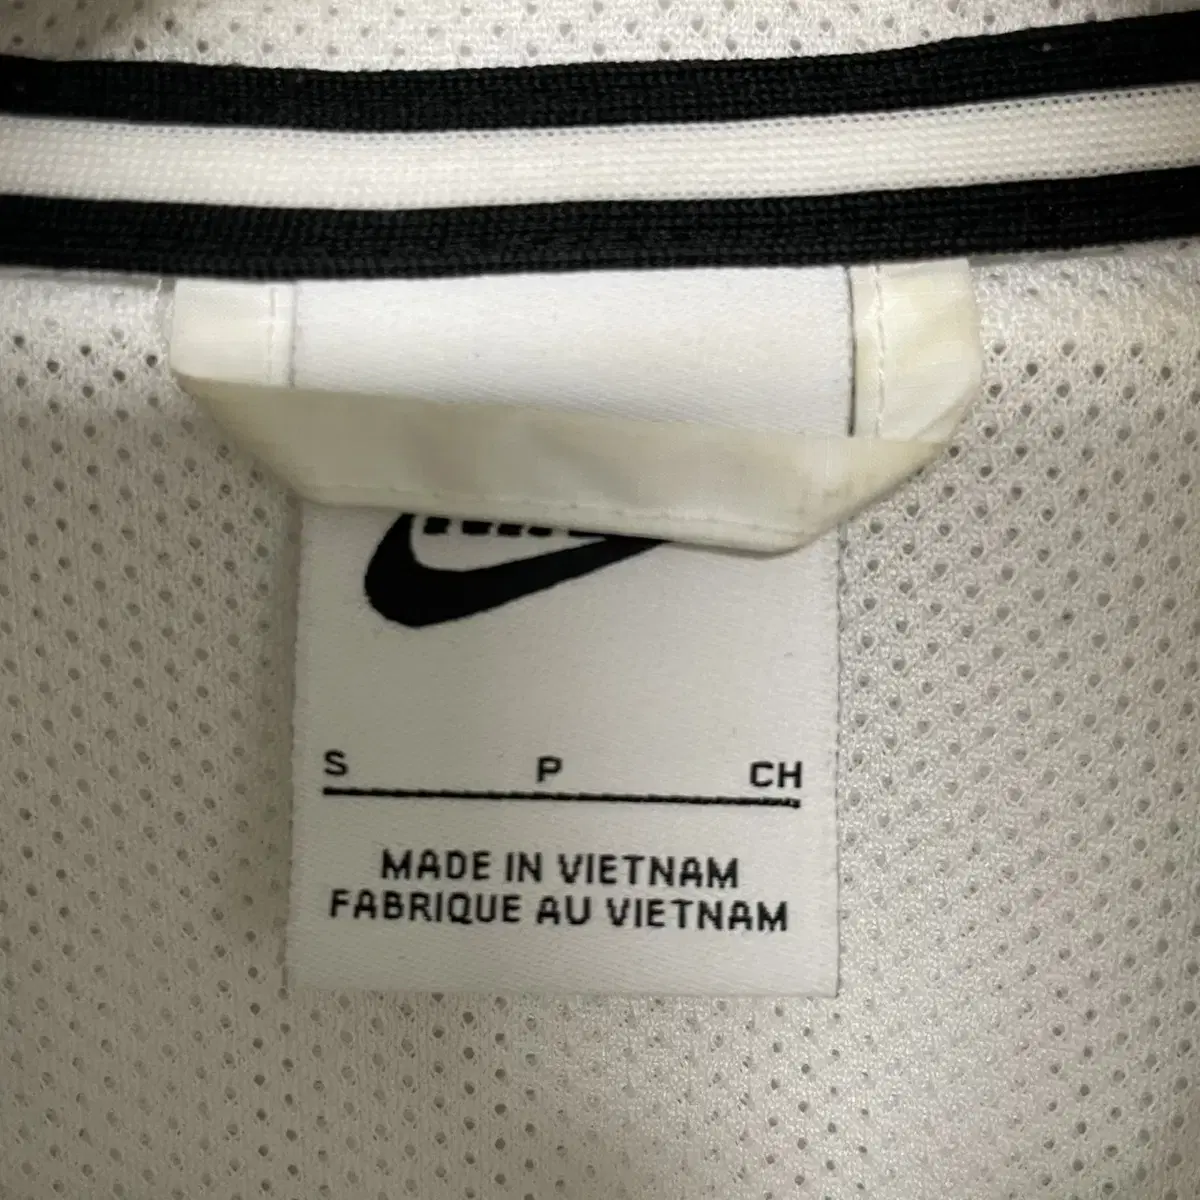 S P CH
MADE IN VIETNAM
FABRIQUE AU VIETNAM